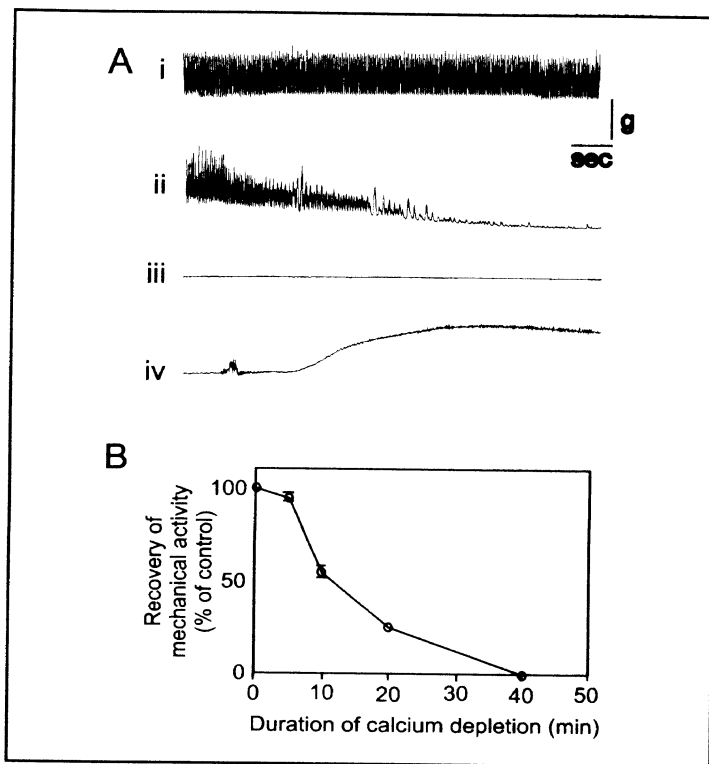 A
i
g
sec
ii
iii
iv
B
Recovery of
mechanical activity
(% of control)
100
50
0
0 10 20 30 40 50
Duration of calcium depletion (min)